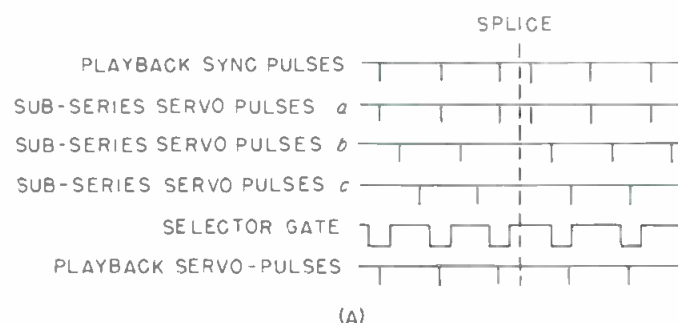 SPLICE
PLAYBACK SYNC PULSES
SUB-SERIES SERVO PULSES a
SUB-SERIES SERVO PULSES b
SUB-SERIES SERVO PULSES c
SELECTOR GATE
PLAYBACK SERVO-PULSES
(A)